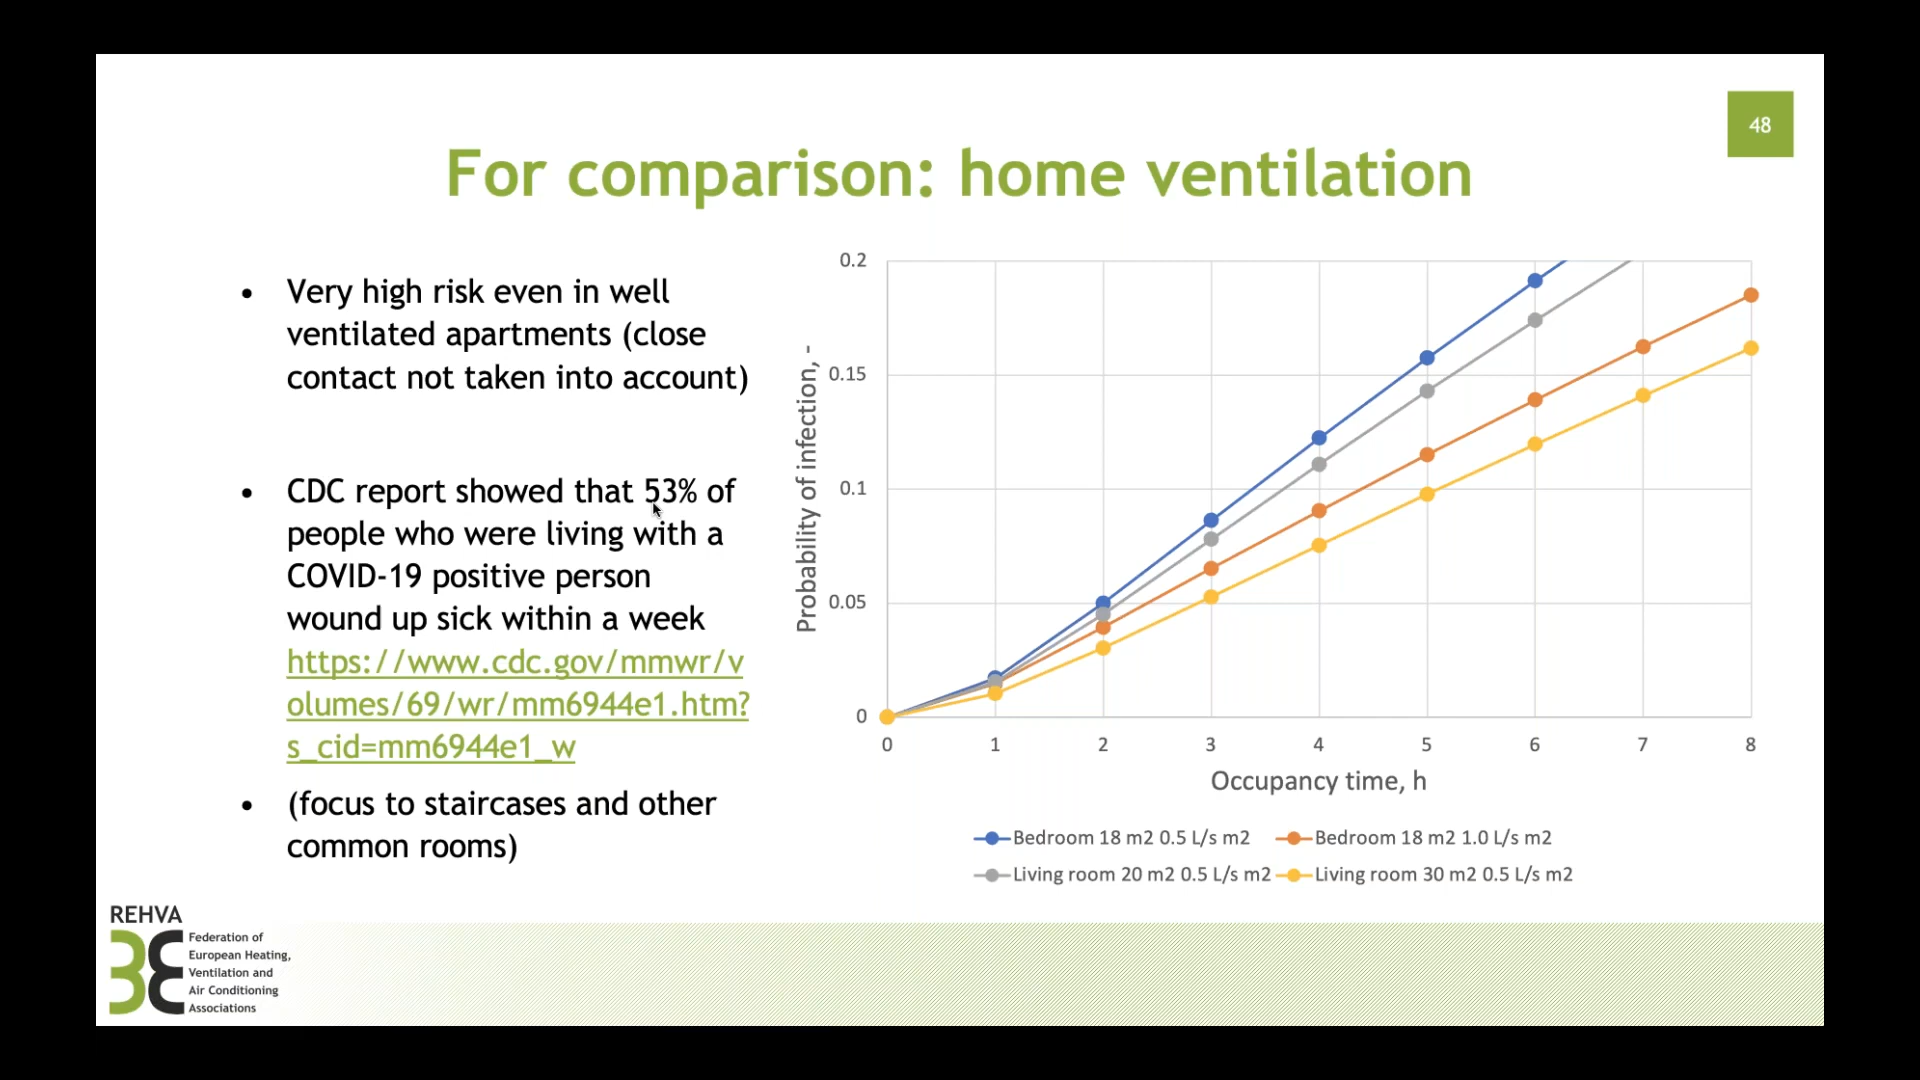 48
For comparison: home ventilation
• Very high risk even in well
ventilated apartments (close
contact not taken into account)
• CDC report showed that 53% of
people who were living with a
COVID-19 positive person
wound up sick within a week
https://www.cdc.gov/mmwr/v
olumes/69/wr/mm6944e1.htm?
s_cid=mm6944e1_w
• (focus to staircases and other
common rooms)
Probability of infection, -
0.2
0.15
0.1
0.05
0
0 1 2 3 4 5 6 7 8
Occupancy time, h
Bedroom 18 m2 0.5 L/s m2 Bedroom 18 m2 1.0 L/s m2
Living room 20 m2 0.5 L/s m2 Living room 30 m2 0.5 L/s m2
REHVA
Federation of
European Heating,
Ventilation and
Air Conditioning
Associations